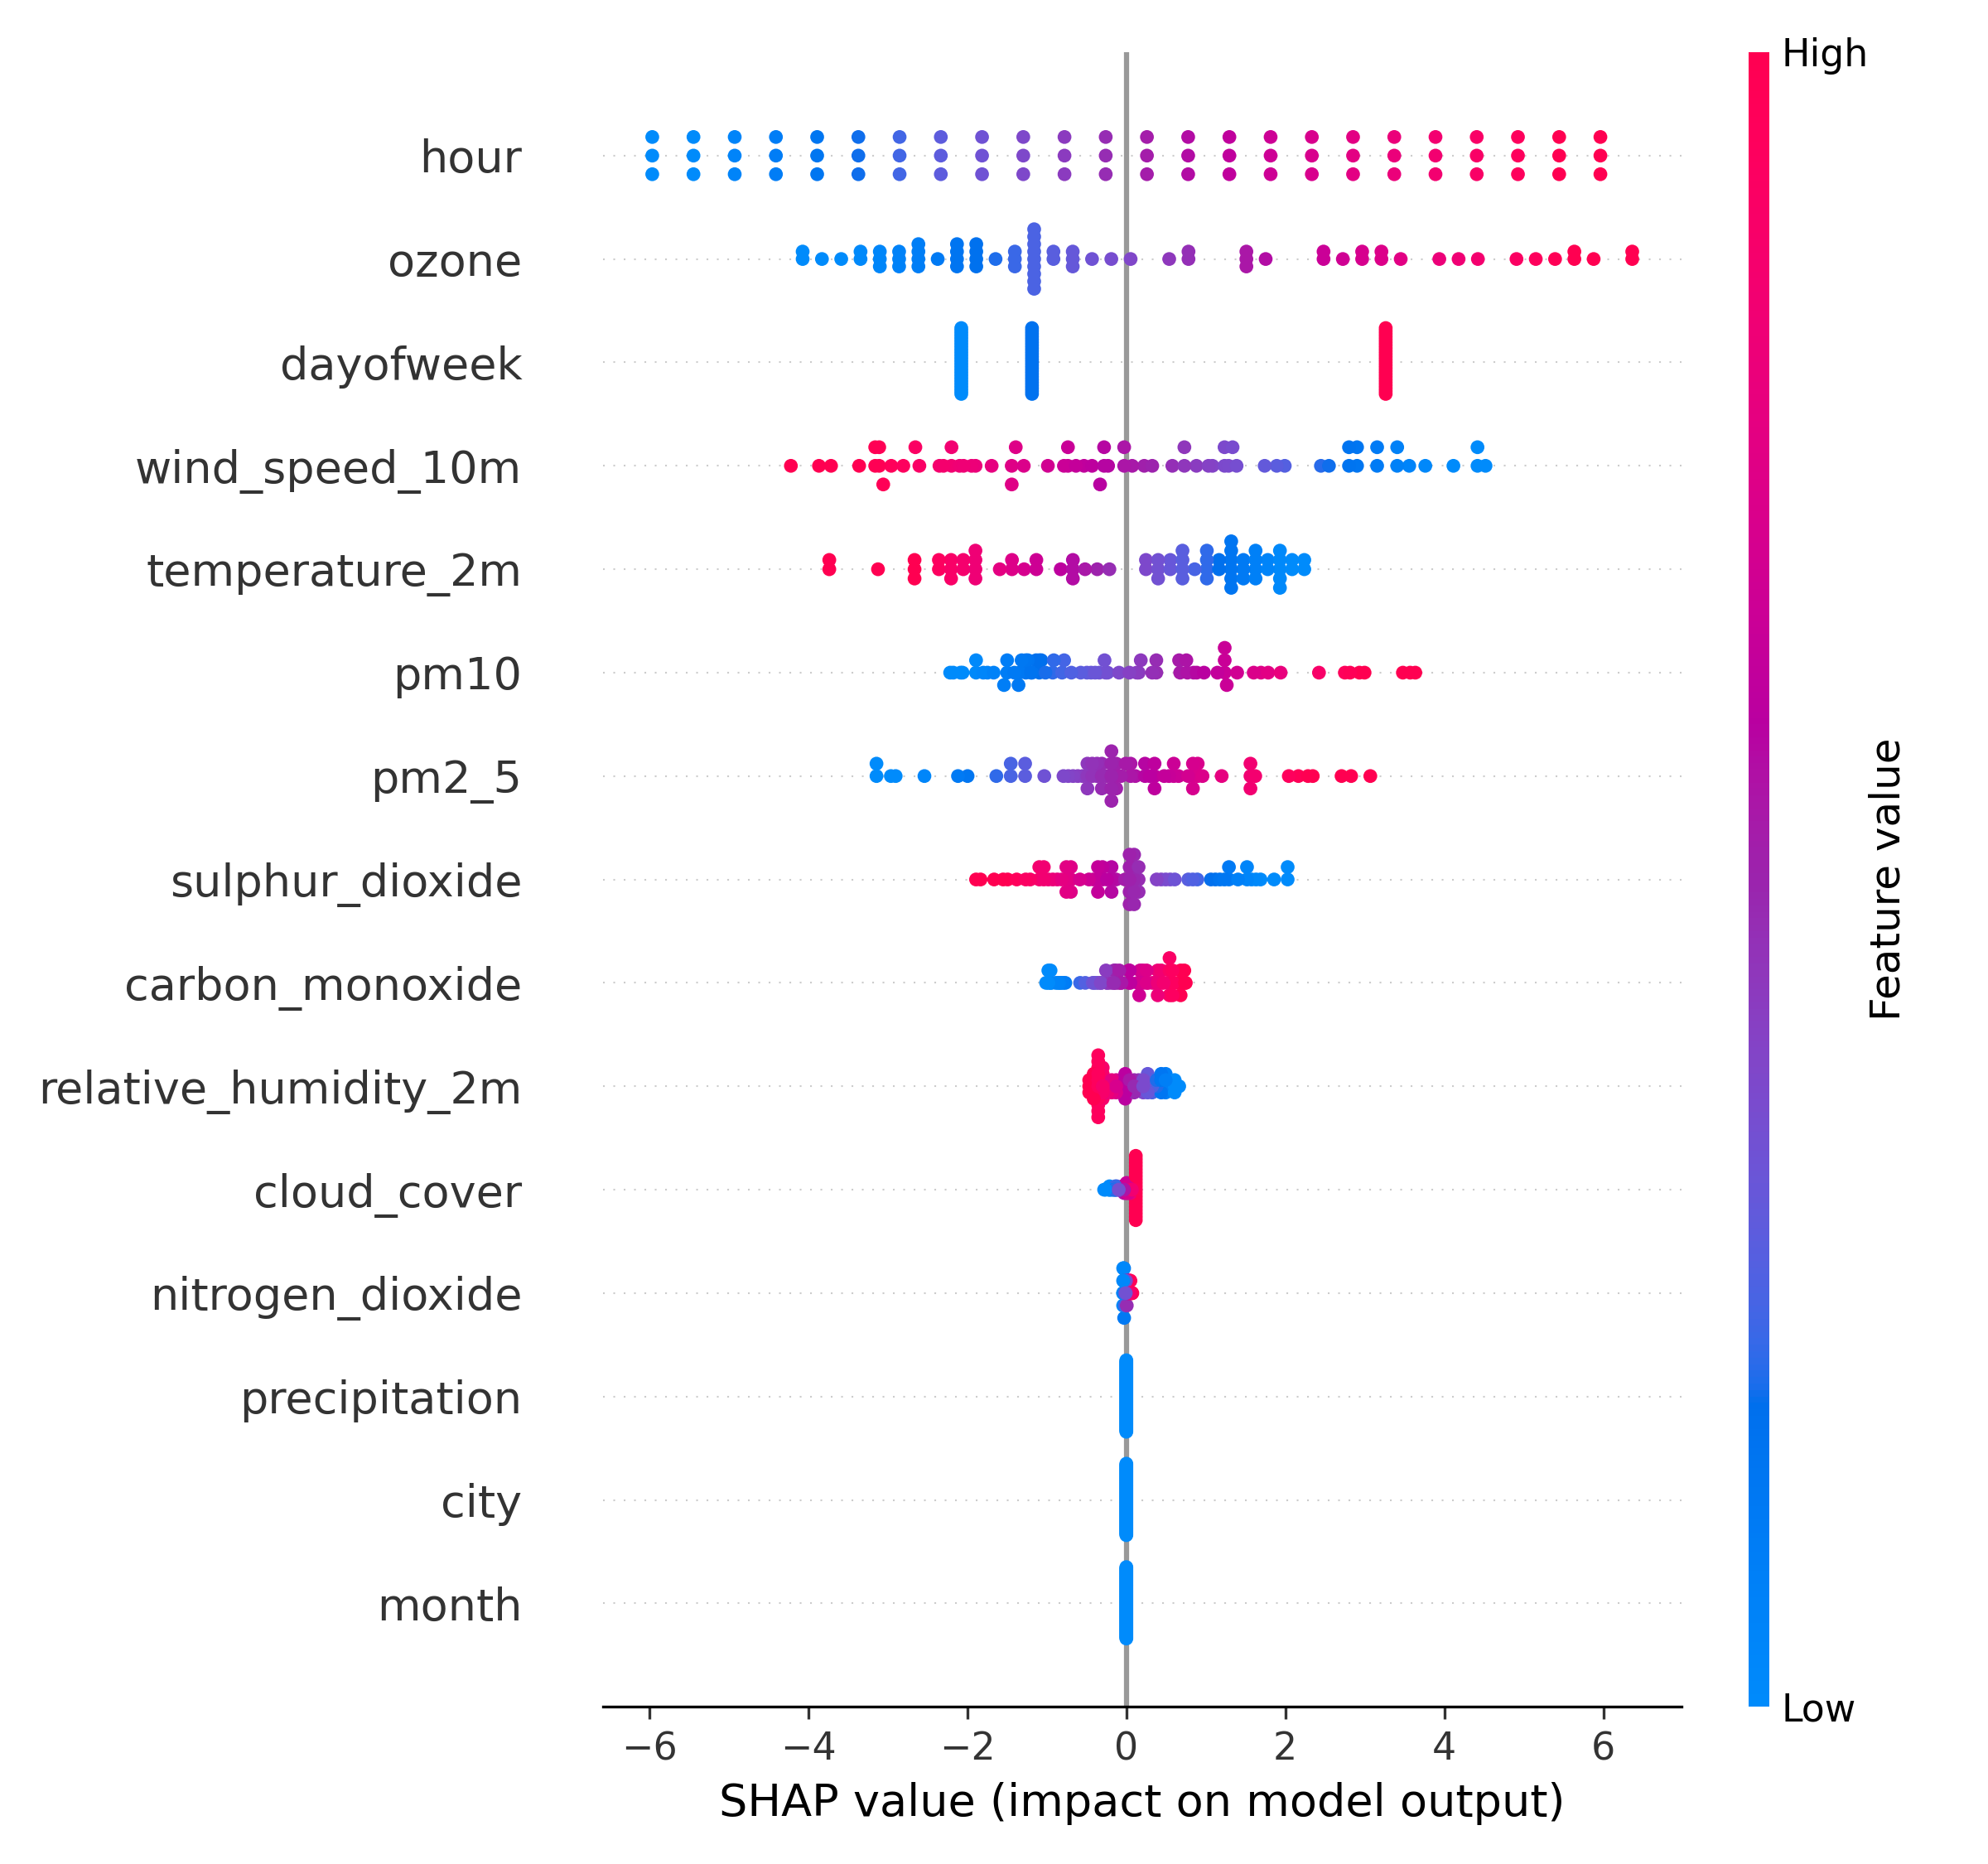 High
hour
ozone
dayofweek
wind_speed_10m
temperature_2m
pm10
pm2_5
sulphur_dioxide
carbon_monoxide
relative_humidity_2m
cloud_cover
nitrogen_dioxide
precipitation
city
month
Feature value
Low
−6 −4 −2 0 2 4 6
SHAP value (impact on model output)